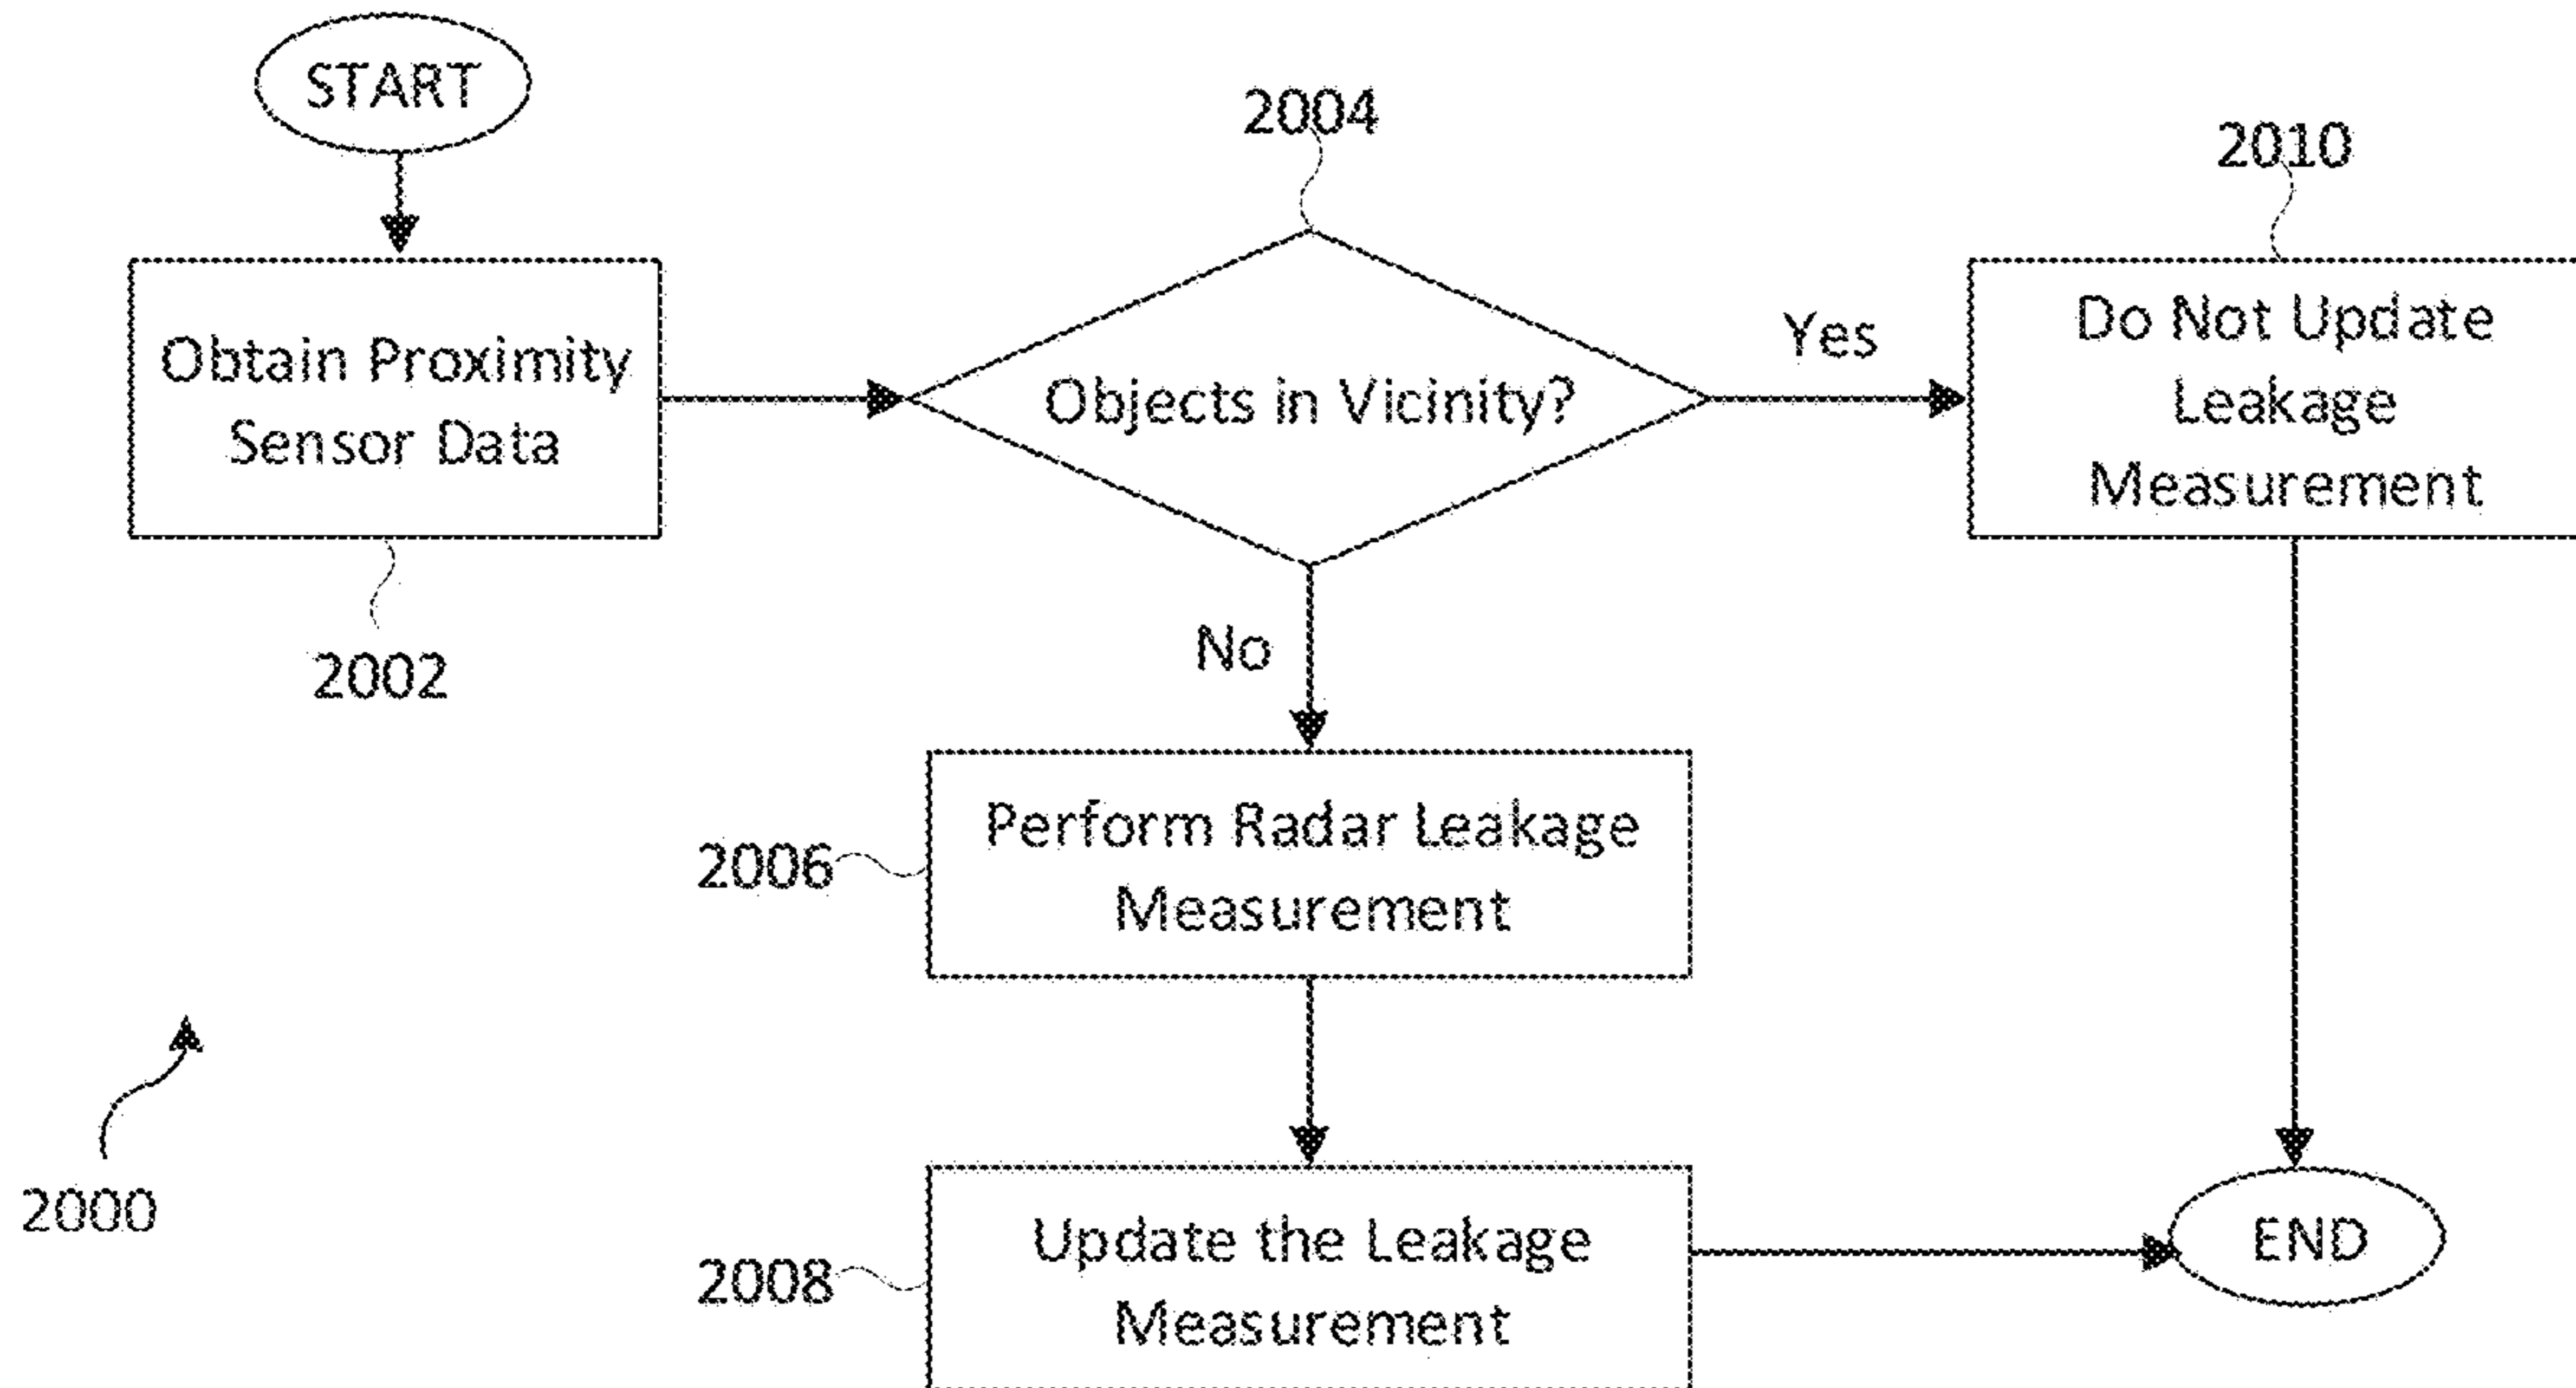 START
2004
2010
Obtain Proximity
Sensor Data
Objects in Vicinity?
Yes
Do Not Update
Leakage
Measurement
2002
No
2006
Perform Radar Leakage
Measurement
2000
2008
Update the Leakage
Measurement
END